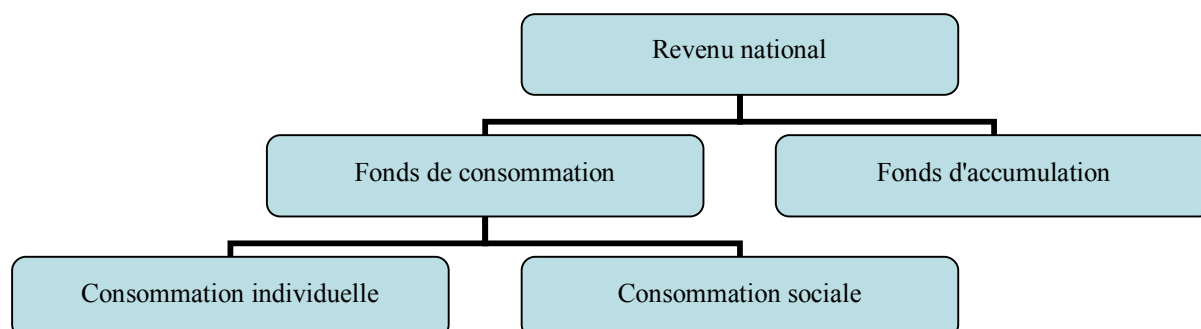 Revenu national
Fonds de consommation
Fonds d'accumulation
Consommation individuelle
Consommation sociale